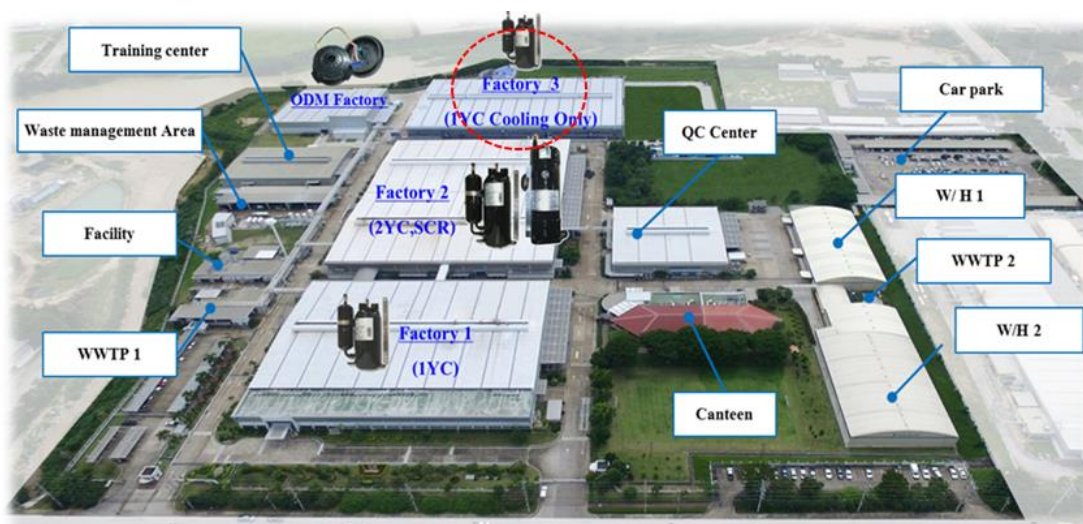 Training center
Waste management Area
Facility
WWTP 1
ODM Factory
Factory  3
(1YC Cooling Only)
Factory 2
(2YC,SCR)
Factory 1
(1YC)
QC Center
Canteen
Car park
W/ H 1
WWTP 2
W/H 2